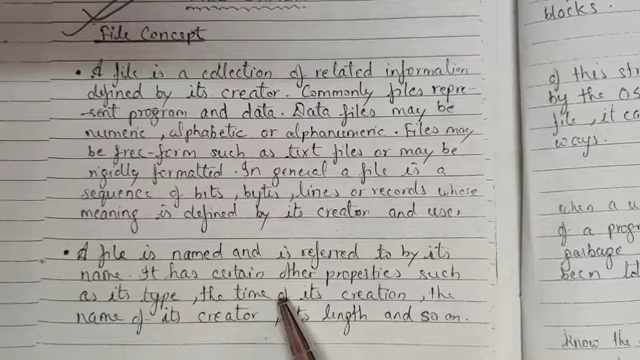 File Concept
• A file is a collection of related information
defined by its creator. Commonly files repre-
-sent program and data. Data files may be
numeric, alphabetic or alphanumeric. Files may
be free-form such as text files or may be
rigidly formatted. In general a file is a
sequence of bits, bytes, lines or records whose
meaning is defined by its creator and user
• A file is named and is referred to by its
name. It has certain other properties such
as its type, the time of its creation, the
name of its creator, its length and so on.
blocks.
of this str
by the OS
file, it ca
ways.
when a u
of a progra
garbage
been
know the